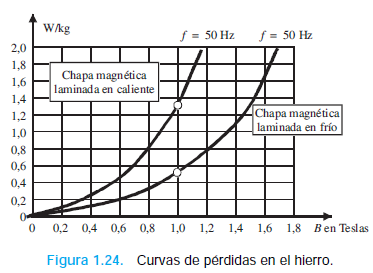 W/kg
f = 50 Hz f = 50 Hz
2,0
1,8
1,6
1,4
1,2
1,0
0,8
0,6
0,4
0,2
0
Chapa magnética
laminada en caliente
Chapa magnética
laminada en frío
0 0,2 0,4 0,6 0,8 1,0 1,2 1,4 1,6 1,8 B en Teslas
Figura 1.24. Curvas de pérdidas en el hierro.